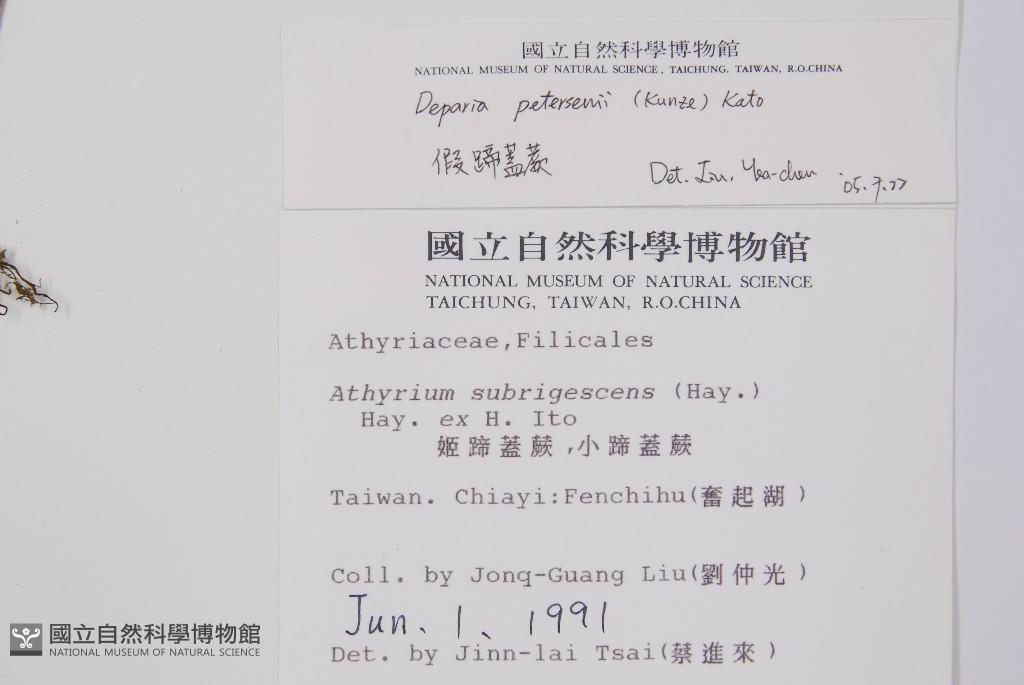 國立自然科學博物館
NATIONAL MUSEUM OF NATURAL SCIENCE, TAICHUNG, TAIWAN, R.O.CHINA
Deparia petersenii (Kunze) Kato
假蹄蓋蕨
Det. Yea-chen
國立自然科學博物館
NATIONAL MUSEUM OF NATURAL SCIENCE
TAICHUNG, TAIWAN, R.O.CHINA
Athyriaceae,Filicales
Athyrium subrigescens (Hay.)
Hay. ex H. Ito
姬蹄蓋蕨,小蹄蓋蕨
Taiwan. Chiayi:Fenchihu(奮起湖)
Coll. by Jonq-Guang Liu(劉仲光)
Jun. 1、1991
Det. by Jinn-lai Tsai(蔡進來)
國立自然科學博物館
NATIONAL MUSEUM OF NATURAL SCIENCE